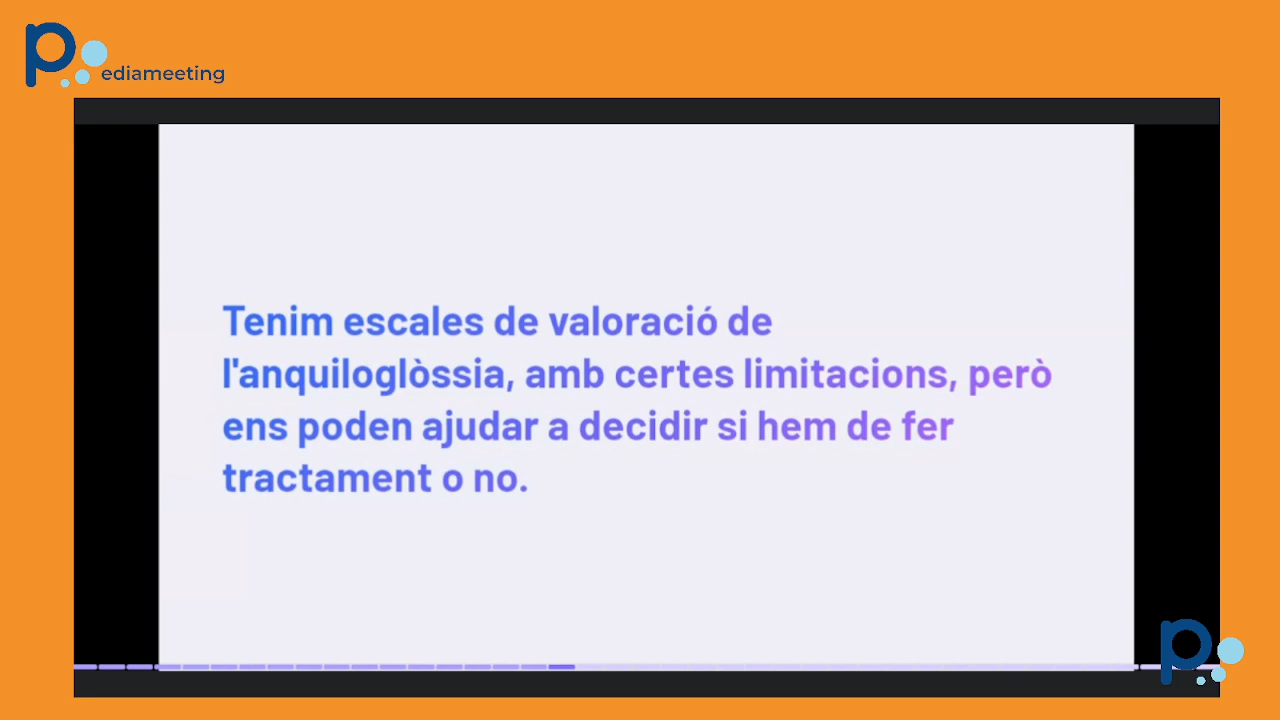 pediameeting
Tenim escales de valoració de
l'anquiloglòssia, amb certes limitacions, però
ens poden ajudar a decidir si hem de fer
tractament o no.
p